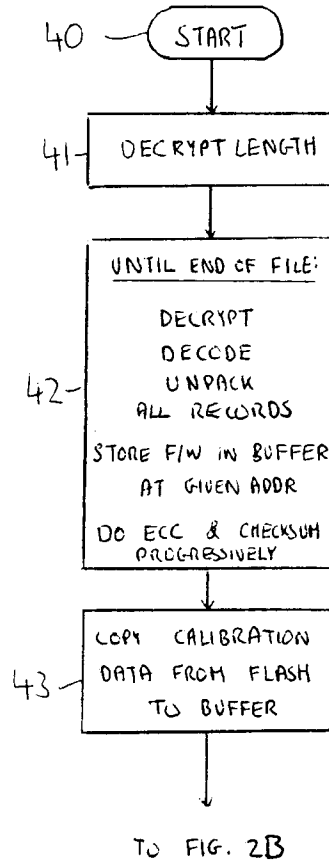 40
START
41
DECRYPT LENGTH
UNTIL END OF FILE:
DECRYPT
DECODE
42
UNPACK
ALL RECORDS
STORE F/W IN BUFFER
AT GIVEN ADDR
DO ECC & CHECKSUM
PROGRESSIVELY
COPY CALIBRATION
43
DATA FROM FLASH
TO BUFFER
TO FIG. 2B